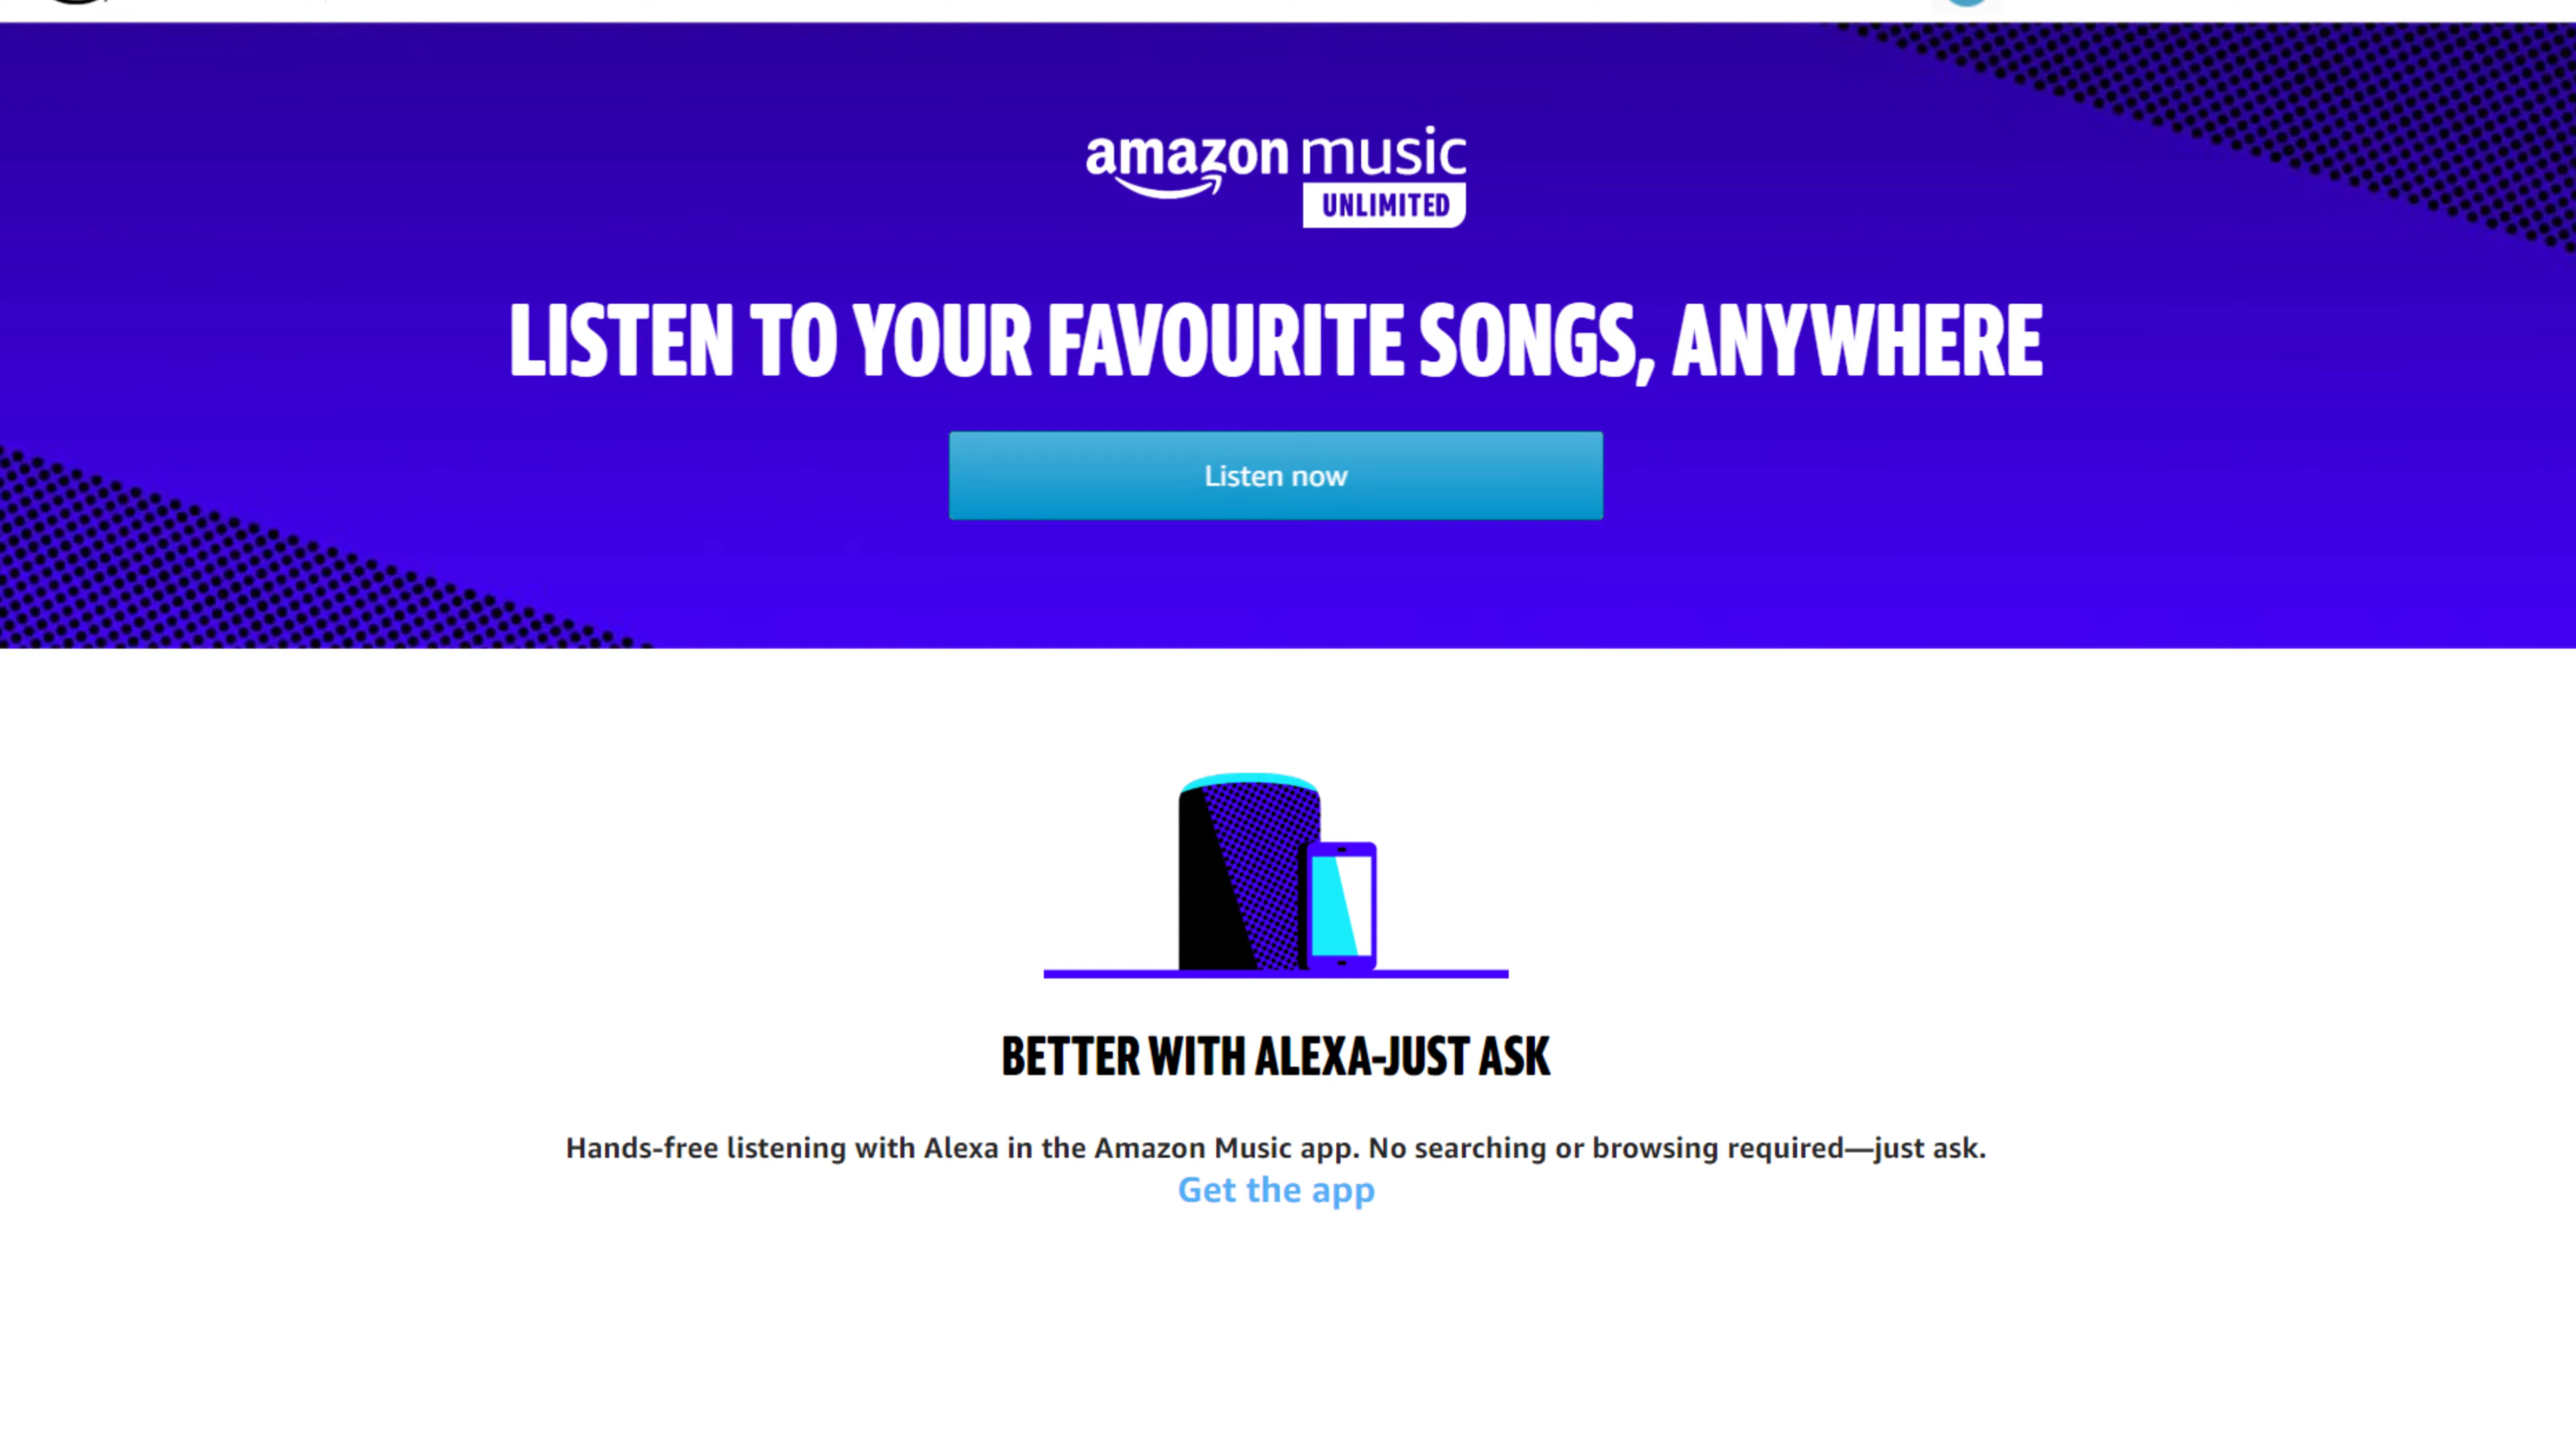 amazon music
UNLIMITED
LISTEN TO YOUR FAVOURITE SONGS, ANYWHERE
Listen now
BETTER WITH ALEXA-JUST ASK
Hands-free listening with Alexa in the Amazon Music app. No searching or browsing required—just ask.
Get the app